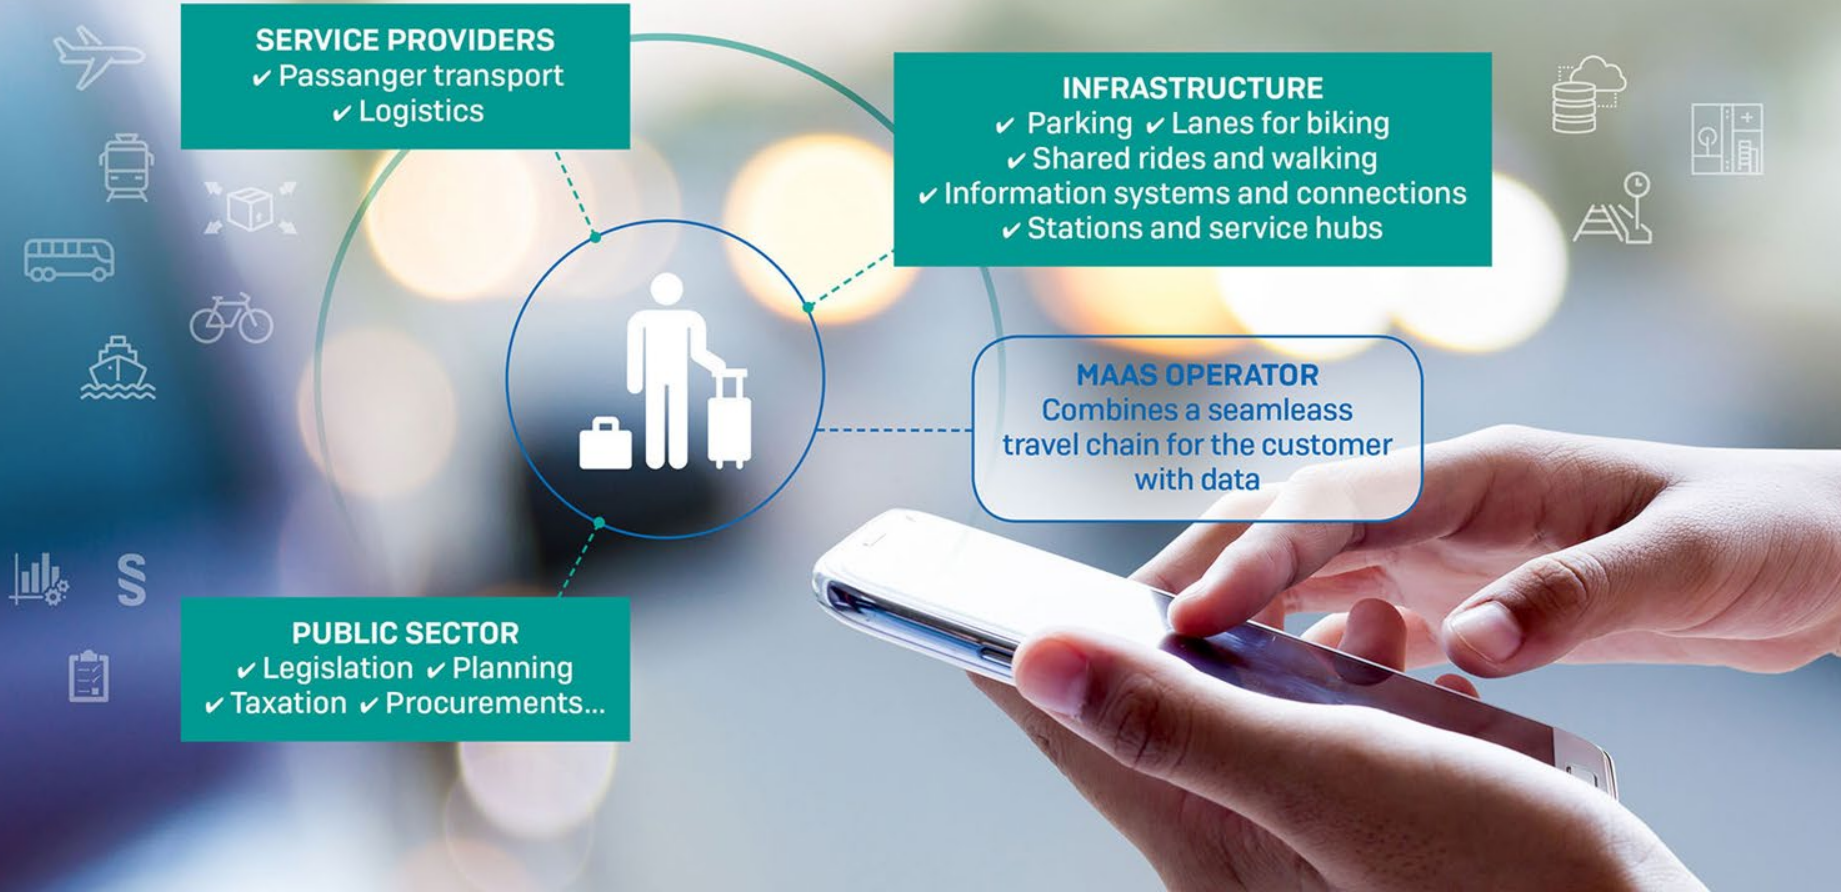 SERVICE PROVIDERS
✔ Passanger transport
✔ Logistics
INFRASTRUCTURE
✔ Parking ✔ Lanes for biking
✔ Shared rides and walking
✔ Information systems and connections
✔ Stations and service hubs
MAAS OPERATOR
Combines a seamleass
travel chain for the customer
with data
§
PUBLIC SECTOR
✔ Legislation ✔ Planning
✔ Taxation ✔ Procurements...